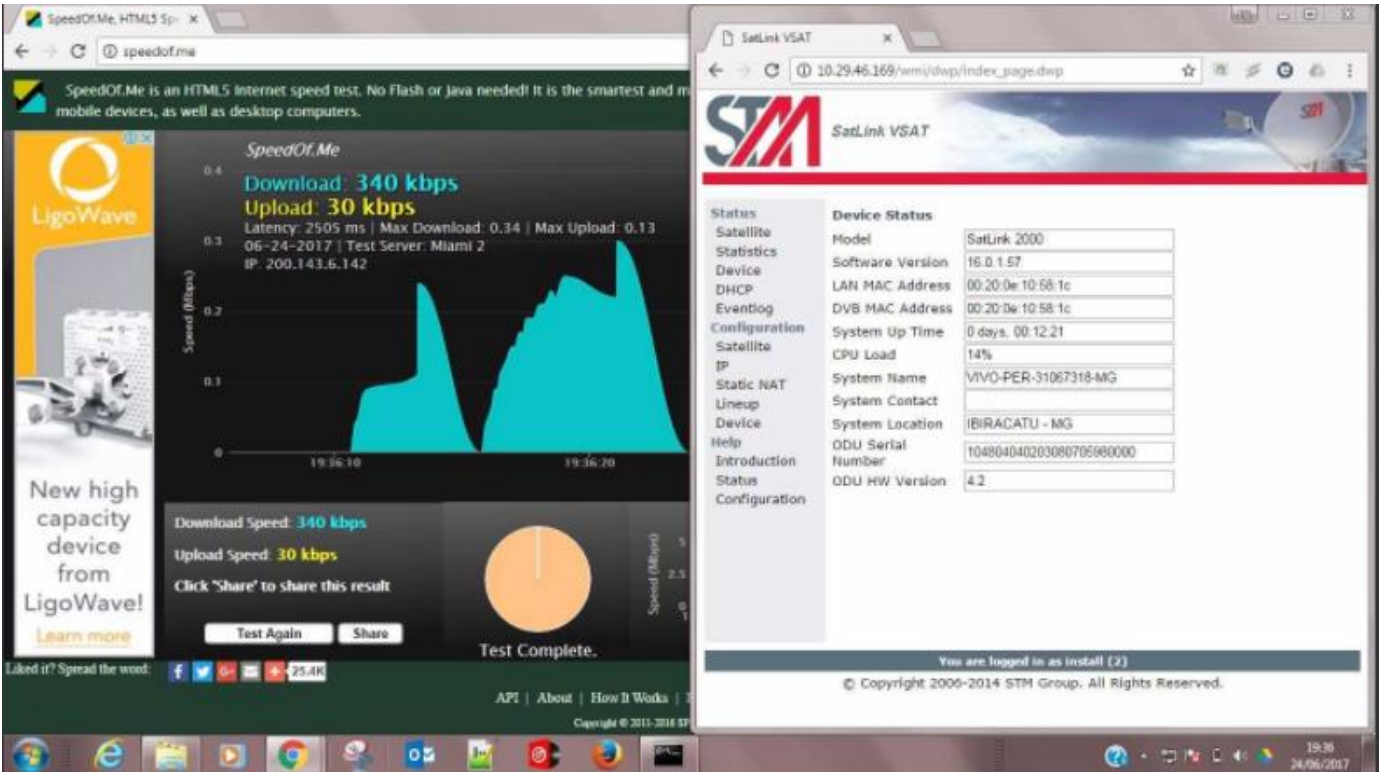 SpeedOf.Me, HTML5 Spe
speedof.me
SpeedOf.Me is an HTML5 Internet speed test. No Flash or Java needed! It is the smartest and m
mobile devices, as well as desktop computers.
LigoWave
New high
capacity
device
from
LigoWave!
Learn more
SpeedOf.Me
Download: 340 kbps
Upload: 30 kbps
Latency: 2505 ms | Max Download: 0.34 | Max Upload: 0.13
06-24-2017 | Test Server: Miami 2
IP: 200.143.6.142
Speed (Mbps)
0.4
0.3
0.2
0.1
0
19:36:10
19:36:20
Download Speed: 340 kbps
Upload Speed: 30 kbps
Click 'Share' to share this result
Test Again
Share
Test Complete.
Speed (Mbps)
5
2.5
0
Liked it? Spread the word:
25.4K
API | About | How It Works |
Copyright © 2011-2016
SatLink VSAT
10.29.46.169/wmi/dwp/index_page.dwp
STM
SatLink VSAT
STM
Status
Satellite
Statistics
Device
DHCP
Eventlog
Configuration
Satellite
IP
Static NAT
Lineup
Device
Help
Introduction
Status
Configuration
Device Status
Model SatLink 2000
Software Version 16.0.1.57
LAN MAC Address 00:20:0e:10:58:1c
DVB MAC Address 00:20:0e:10:58:1c
System Up Time 0 days, 00:12:21
CPU Load 14%
System Name VIVO-PER-31067318-MG
System Contact
System Location IBIRACATU - MG
ODU Serial
Number 104804040203080705980000
ODU HW Version 4.2
You are logged in as install (2)
© Copyright 2006-2014 STM Group. All Rights Reserved.
19:36
24/06/2017